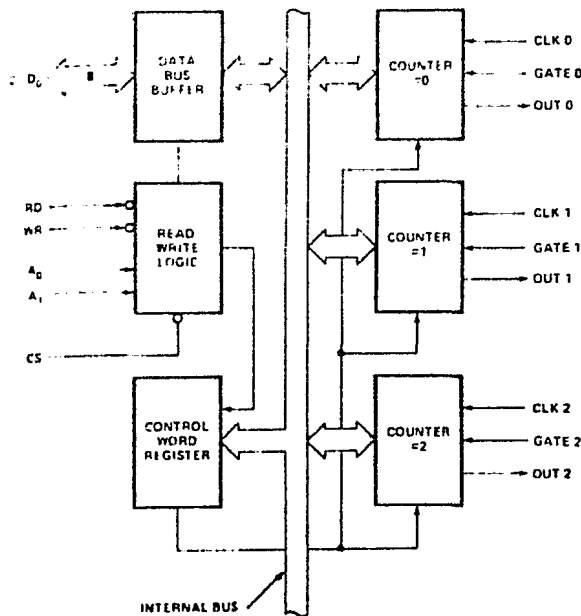 DATA
BUS
BUFFER
8
COUNTER
=0
CLK 0
GATE 0
OUT 0
RD
WR
A0
A1
READ
WRITE
LOGIC
CS
COUNTER
=1
CLK 1
GATE 1
OUT 1
CONTROL
WORD
REGISTER
COUNTER
=2
CLK 2
GATE 2
OUT 2
INTERNAL BUS